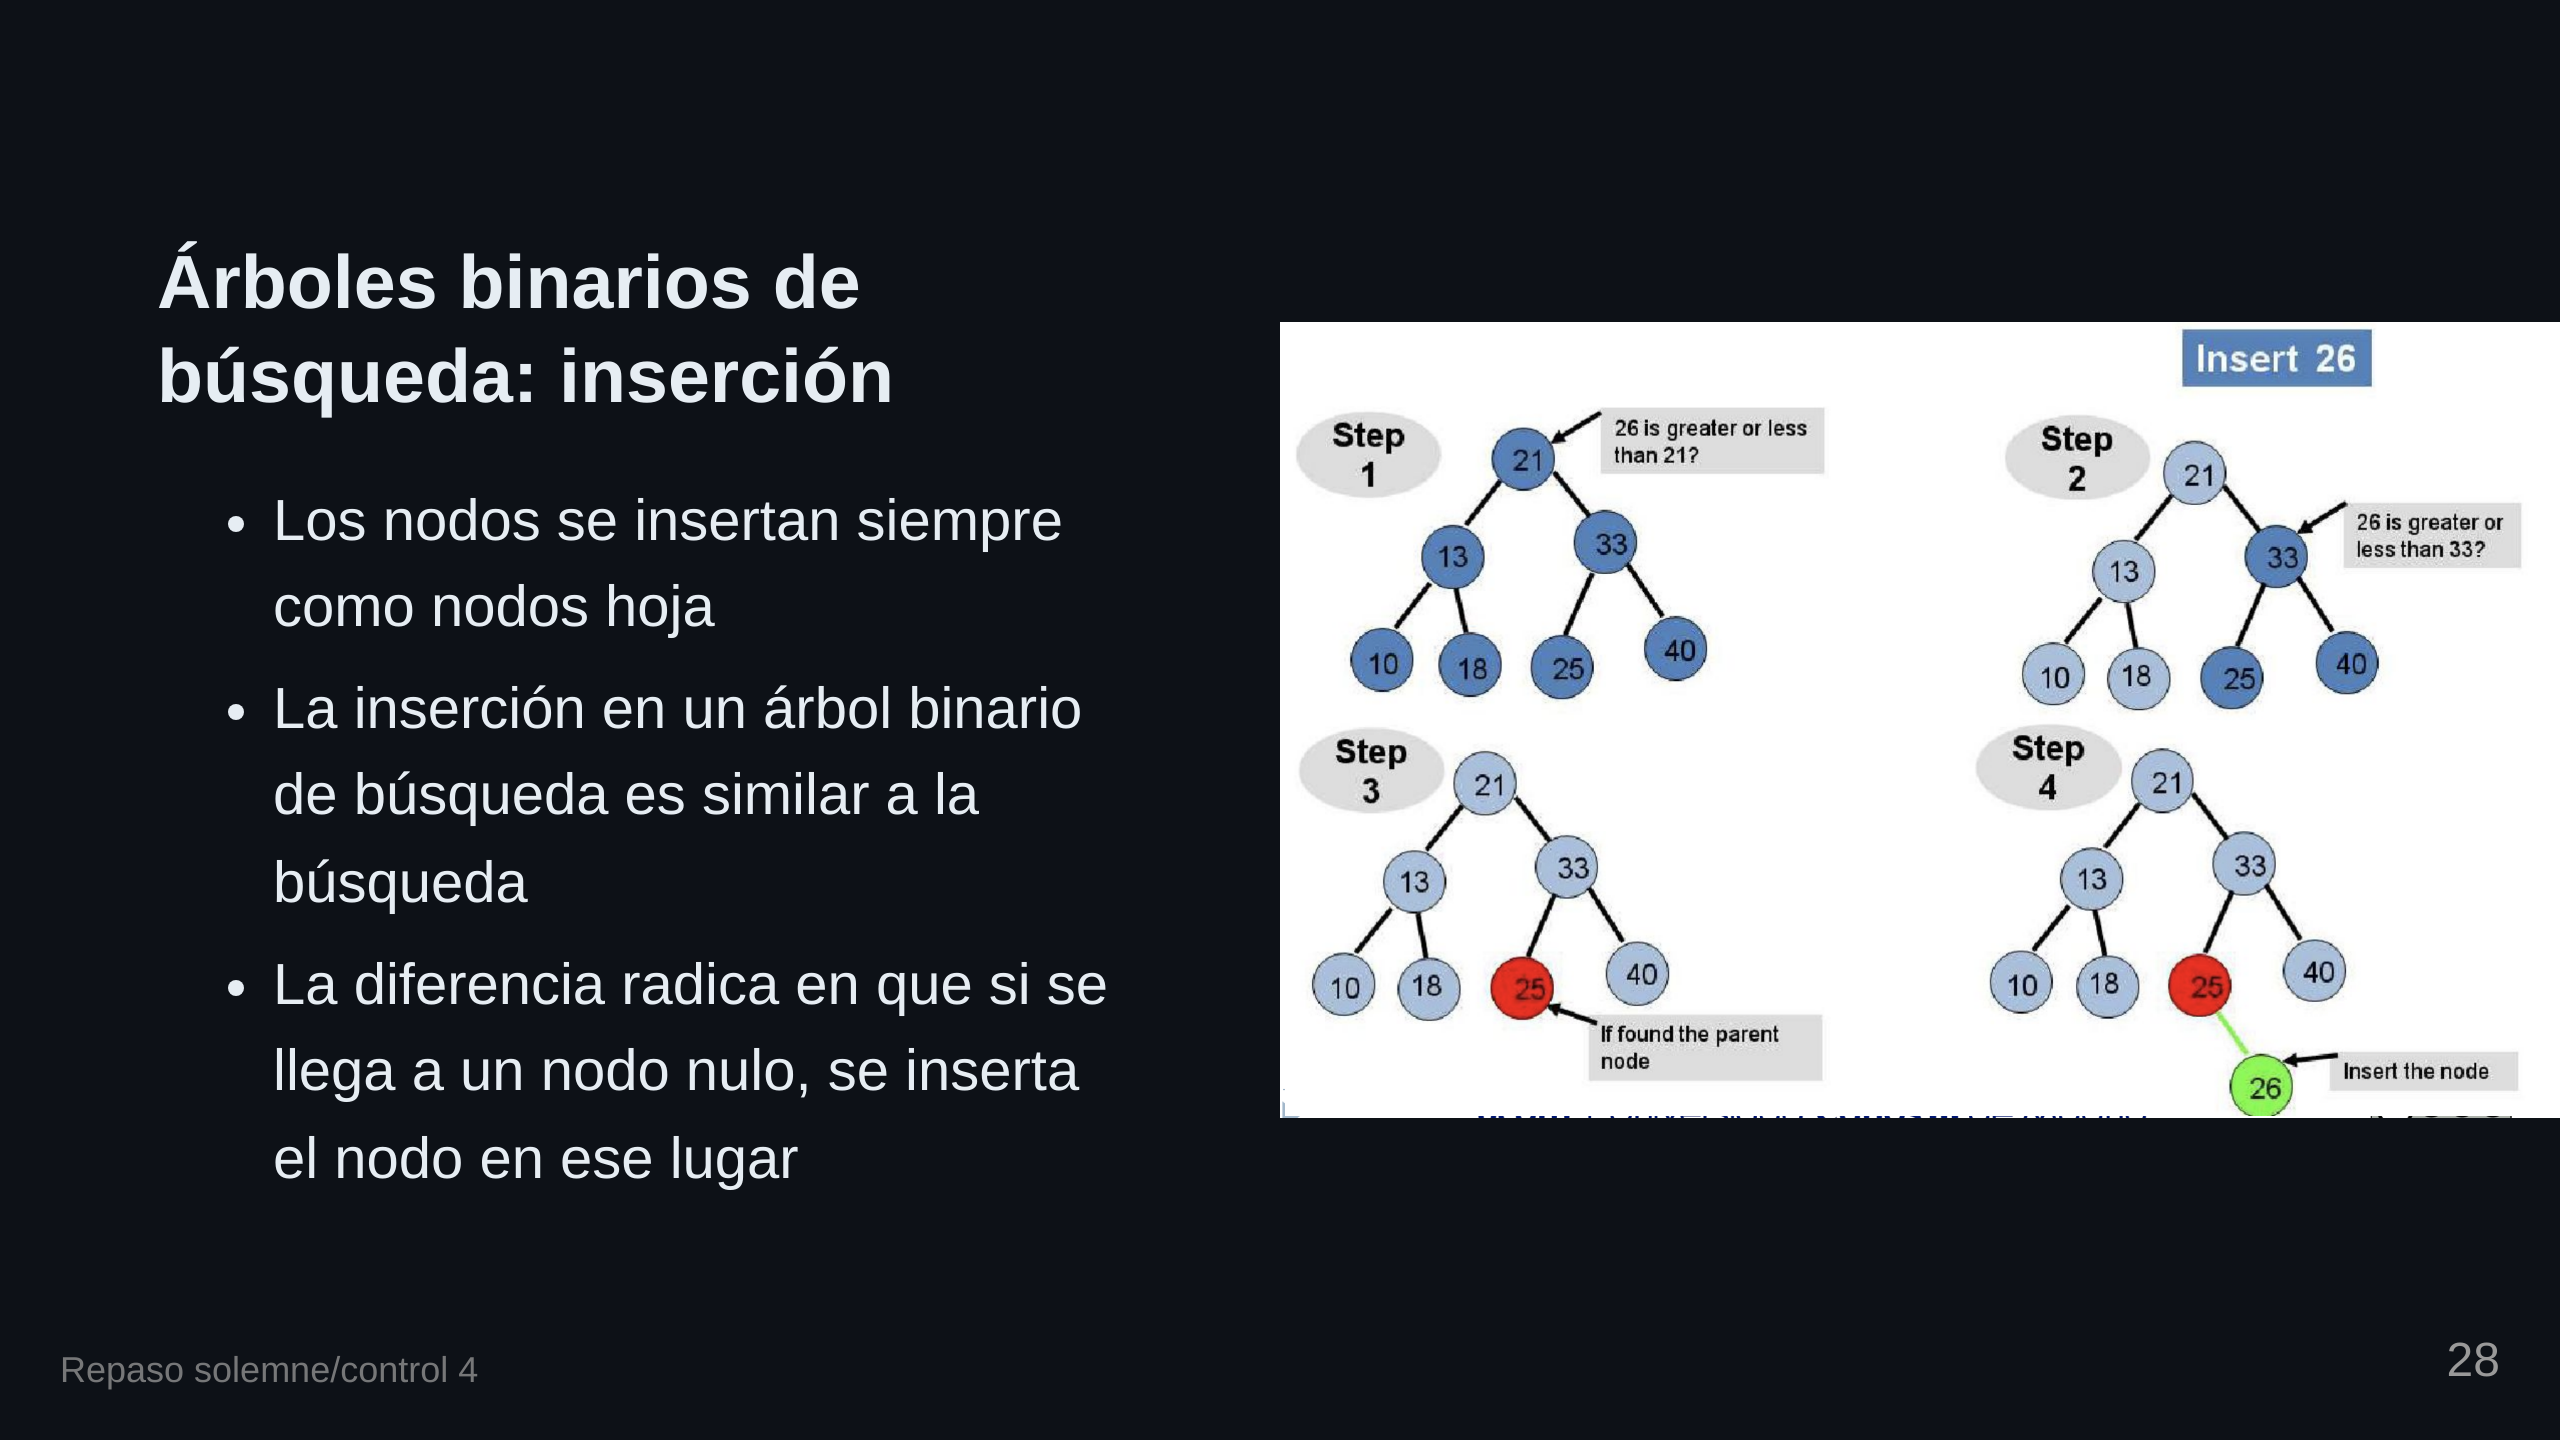 Árboles binarios de
búsqueda: inserción
Los nodos se insertan siempre
como nodos hoja
La inserción en un árbol binario
de búsqueda es similar a la
búsqueda
La diferencia radica en que si se
llega a un nodo nulo, se inserta
el nodo en ese lugar
Insert 26
Step
1
26 is greater or less
than 21?
21
13
33
10
18
25
40
Step
2
26 is greater or
less than 33?
21
13
33
10
18
25
40
Step
3
21
13
33
10
18
25
40
If found the parent
node
Step
4
21
13
33
10
18
25
40
26
Insert the node
Repaso solemne/control 4
28